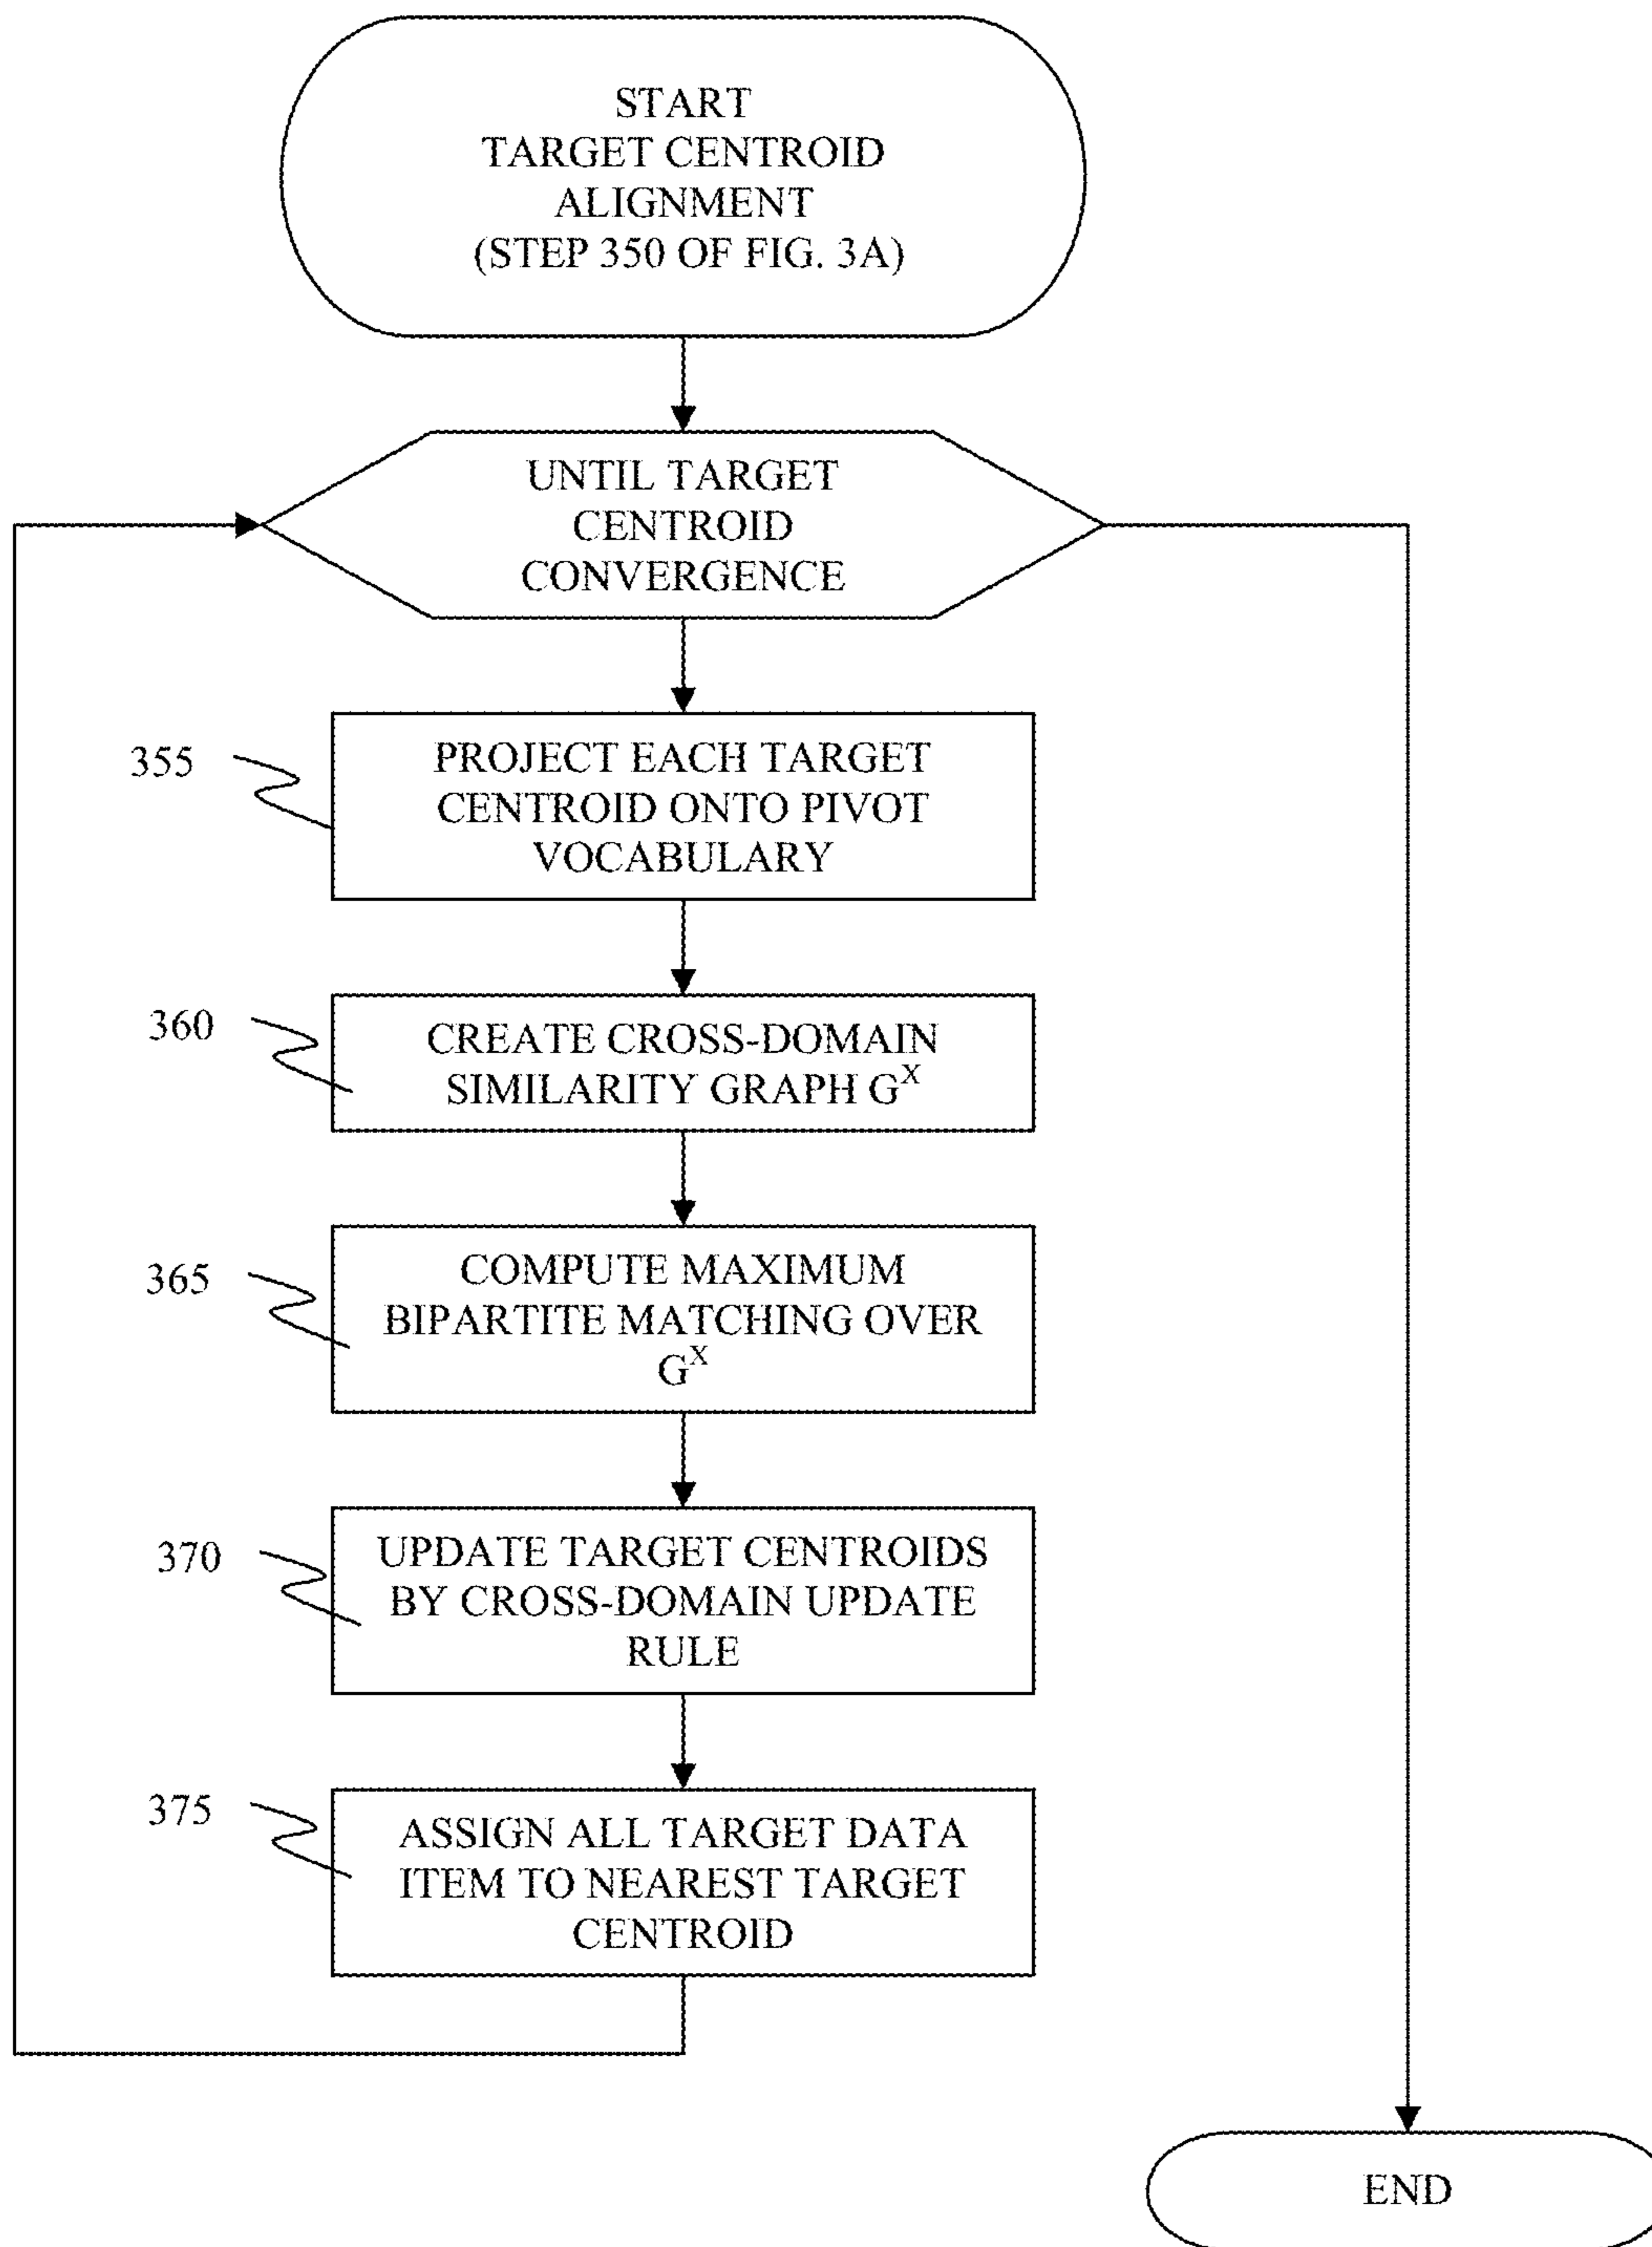 START
TARGET CENTROID
ALIGNMENT
(STEP 350 OF FIG. 3A)
UNTIL TARGET
CENTROID
CONVERGENCE
355
PROJECT EACH TARGET
CENTROID ONTO PIVOT
VOCABULARY
360
CREATE CROSS-DOMAIN
SIMILARITY GRAPH G^X
365
COMPUTE MAXIMUM
BIPARTITE MATCHING OVER
G^X
370
UPDATE TARGET CENTROIDS
BY CROSS-DOMAIN UPDATE
RULE
375
ASSIGN ALL TARGET DATA
ITEM TO NEAREST TARGET
CENTROID
END